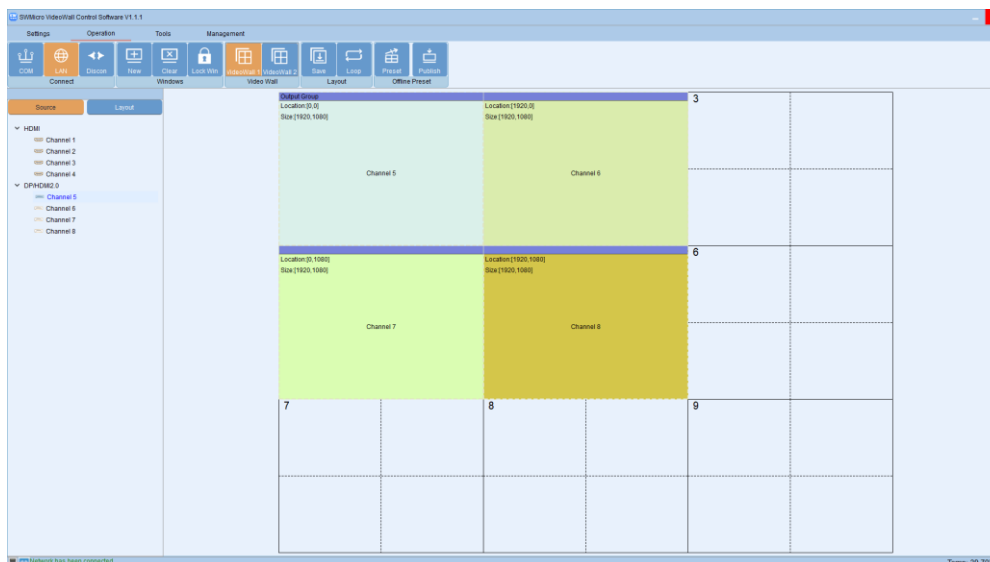 SWMicro VideoWall Control Software V1.1.1
Settings Operation Tools Management
COM LAN Discon New Clear Lock Win VideoWall 1 VideoWall 2 Save Loop Preset Publish
Connect Windows Video Wall Layout Offline Preset
Source Layout
HDMI
Channel 1
Channel 2
Channel 3
Channel 4
DP/HDMI2.0
Channel 5
Channel 6
Channel 7
Channel 8
Output Group
Location:[0,0]
Size:[1920,1080]
Channel 5
Location:[1920,0]
Size:[1920,1080]
Channel 6
3
Location:[0,1080]
Size:[1920,1080]
Channel 7
Location:[1920,1080]
Size:[1920,1080]
Channel 8
6
7
8
9
Network has been connected